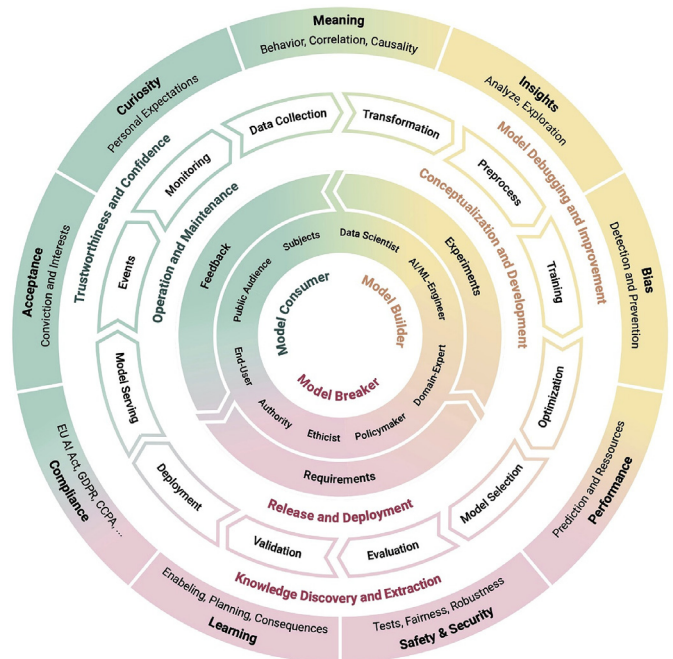 Meaning
Behavior, Correlation, Causality
Insights
Analyze, Exploration
Bias
Detection and Prevention
Performance
Prediction and Ressources
Safety & Security
Tests, Fairness, Robustness
Learning
Enabeling, Planning, Consequences
Compliance
EU AI Act, GDPR, CCPA, ...
Acceptance
Conviction and Interests
Curiosity
Personal Expectations
Trustworthiness and Confidence
Model Debugging and Improvement
Knowledge Discovery and Extraction
Data Collection
Transformation
Preprocess
Training
Optimization
Model Selection
Evaluation
Validation
Deployment
Model Serving
Events
Monitoring
Operation and Maintenance
Conceptualization and Development
Release and Deployment
Feedback
Experiments
Requirements
Subjects
Data Scientist
AI/ML-Engineer
Domain-Expert
Policymaker
Ethicist
Authority
End-User
Public Audience
Model Consumer
Model Builder
Model Breaker